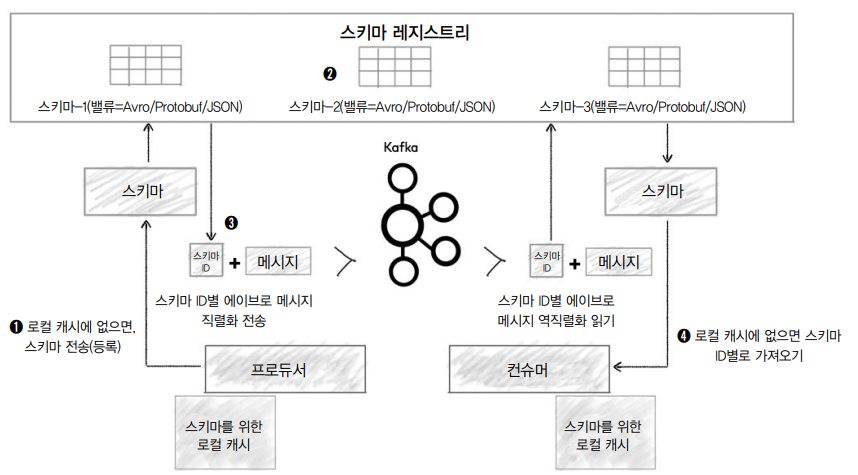 스키마 레지스트리
❷
스키마-1(밸류=Avro/Protobuf/JSON)
스키마-2(밸류=Avro/Protobuf/JSON)
스키마-3(밸류=Avro/Protobuf/JSON)
Kafka
스키마
스키마
❸
스키마
ID
+
메시지
스키마
ID
+
메시지
스키마 ID별 에이브로 메시지
직렬화 전송
스키마 ID별 에이브로
메시지 역직렬화 읽기
❶ 로컬 캐시에 없으면,
스키마 전송(등록)
❹ 로컬 캐시에 없으면 스키마
ID별로 가져오기
프로듀서
컨슈머
스키마를 위한
로컬 캐시
스키마를 위한
로컬 캐시